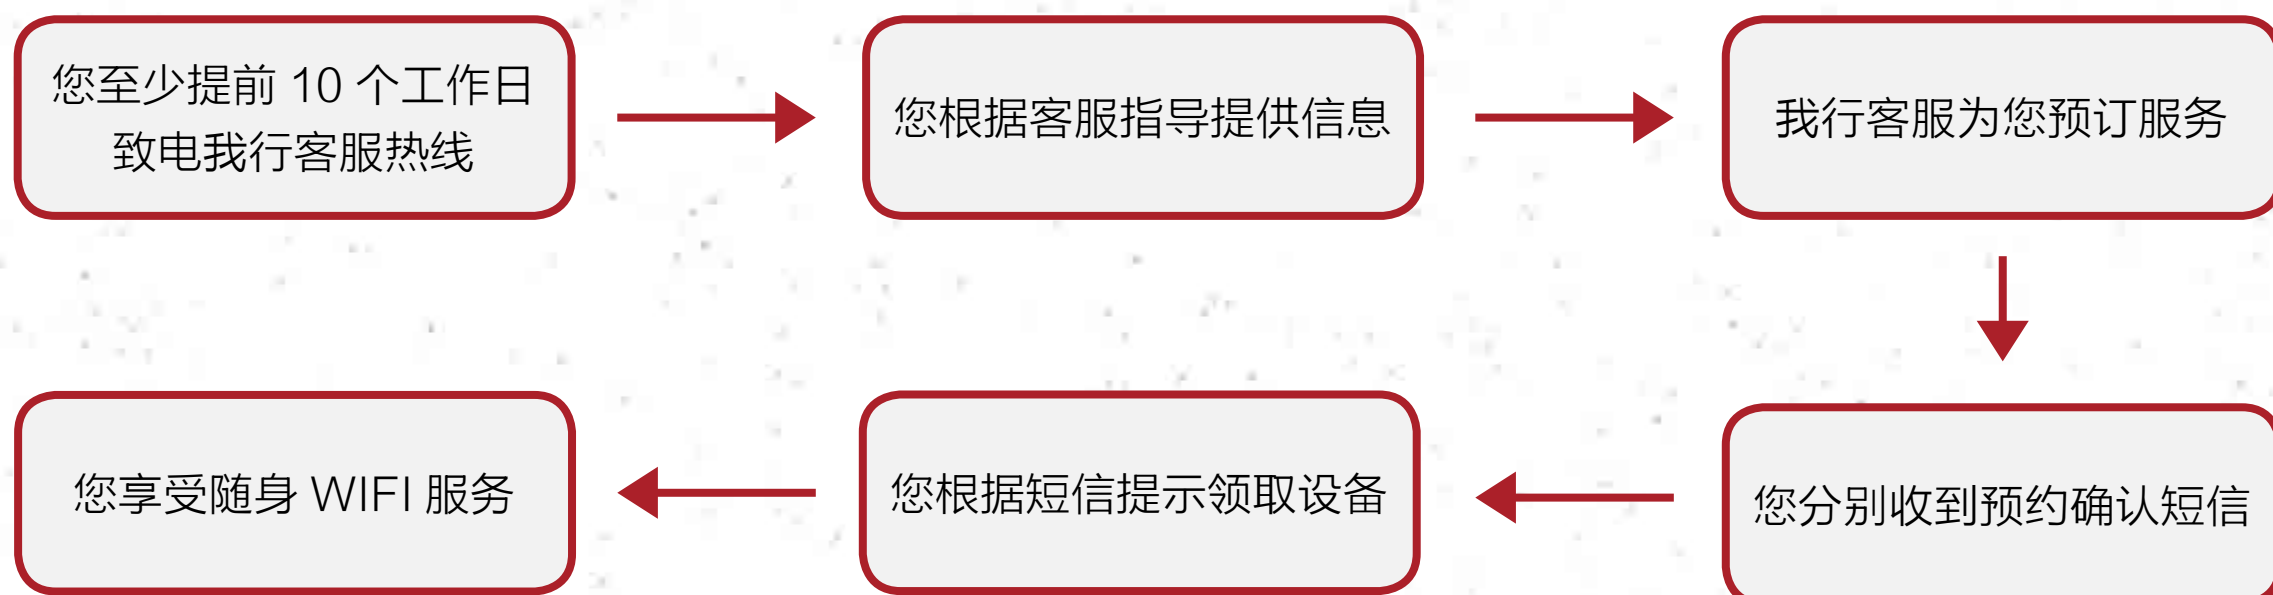 您至少提前 10 个工作日
致电我行客服热线
您根据客服指导提供信息
我行客服为您预订服务
您分别收到预约确认短信
您根据短信提示领取设备
您享受随身 WIFI 服务